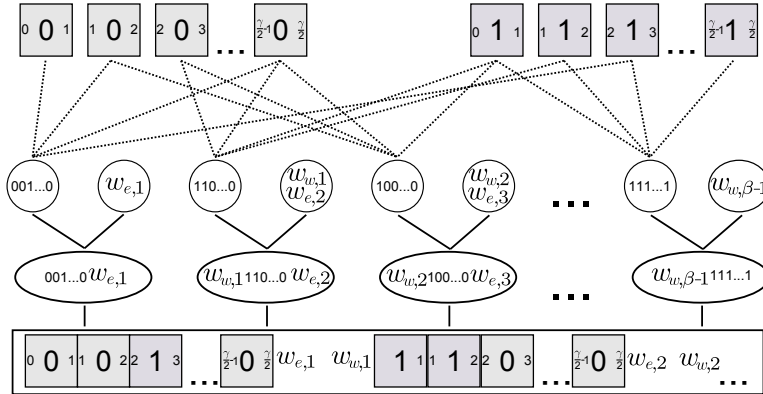 0 0 1 1 0 2 2 0 3 ... γ/2-1 0 γ/2 0 1 1 1 1 2 2 1 3 ... γ/2-1 1 γ/2
001...0 w_{e,1} 110...0 w_{w,1} w_{e,2} 100...0 w_{w,2} w_{e,3} ... 111...1 w_{w,β-1}
001...0w_{e,1} w_{w,1}110...0 w_{e,2} w_{w,2}100...0w_{e,3} ... w_{w,β-1}111...1
0 0 1 1 0 2 2 1 3 ... γ/2-1 0 γ/2 w_{e,1} w_{w,1} 1 1 1 1 2 2 0 3 ... γ/2-1 0 γ/2 w_{e,2} w_{w,2} ...